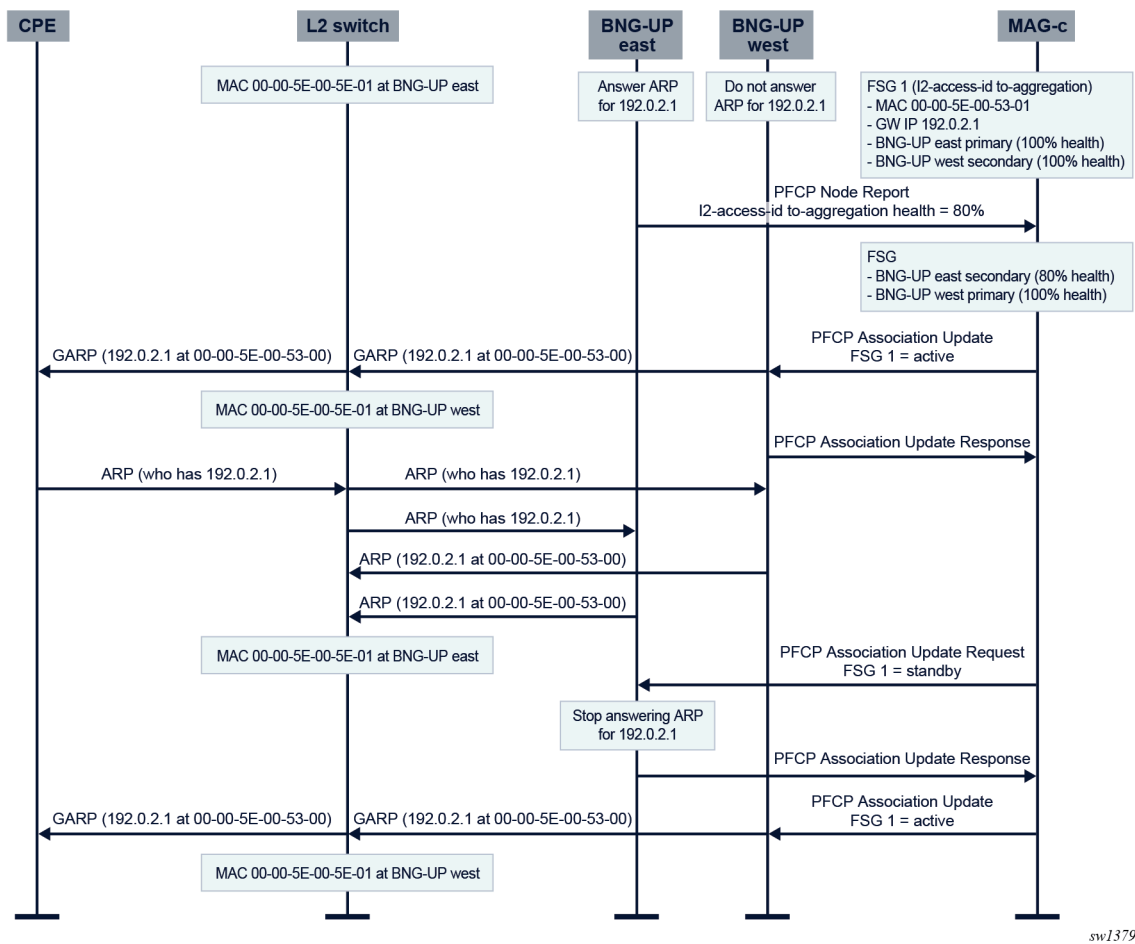 CPE
L2 switch
BNG-UP
east
BNG-UP
west
MAG-c
MAC 00-00-5E-00-5E-01 at BNG-UP east
Answer ARP
for 192.0.2.1
Do not answer
ARP for 192.0.2.1
FSG 1 (l2-access-id to-aggregation)
- MAC 00-00-5E-00-53-01
- GW IP 192.0.2.1
- BNG-UP east primary (100% health)
- BNG-UP west secondary (100% health)
PFCP Node Report
l2-access-id to-aggregation health = 80%
FSG
- BNG-UP east secondary (80% health)
- BNG-UP west primary (100% health)
PFCP Association Update
FSG 1 = active
GARP (192.0.2.1 at 00-00-5E-00-53-00)
GARP (192.0.2.1 at 00-00-5E-00-53-00)
MAC 00-00-5E-00-5E-01 at BNG-UP west
PFCP Association Update Response
ARP (who has 192.0.2.1)
ARP (who has 192.0.2.1)
ARP (who has 192.0.2.1)
ARP (192.0.2.1 at 00-00-5E-00-53-00)
ARP (192.0.2.1 at 00-00-5E-00-53-00)
MAC 00-00-5E-00-5E-01 at BNG-UP east
PFCP Association Update Request
FSG 1 = standby
Stop answering ARP
for 192.0.2.1
PFCP Association Update Response
PFCP Association Update
FSG 1 = active
GARP (192.0.2.1 at 00-00-5E-00-53-00)
GARP (192.0.2.1 at 00-00-5E-00-53-00)
MAC 00-00-5E-00-5E-01 at BNG-UP west
sw1379